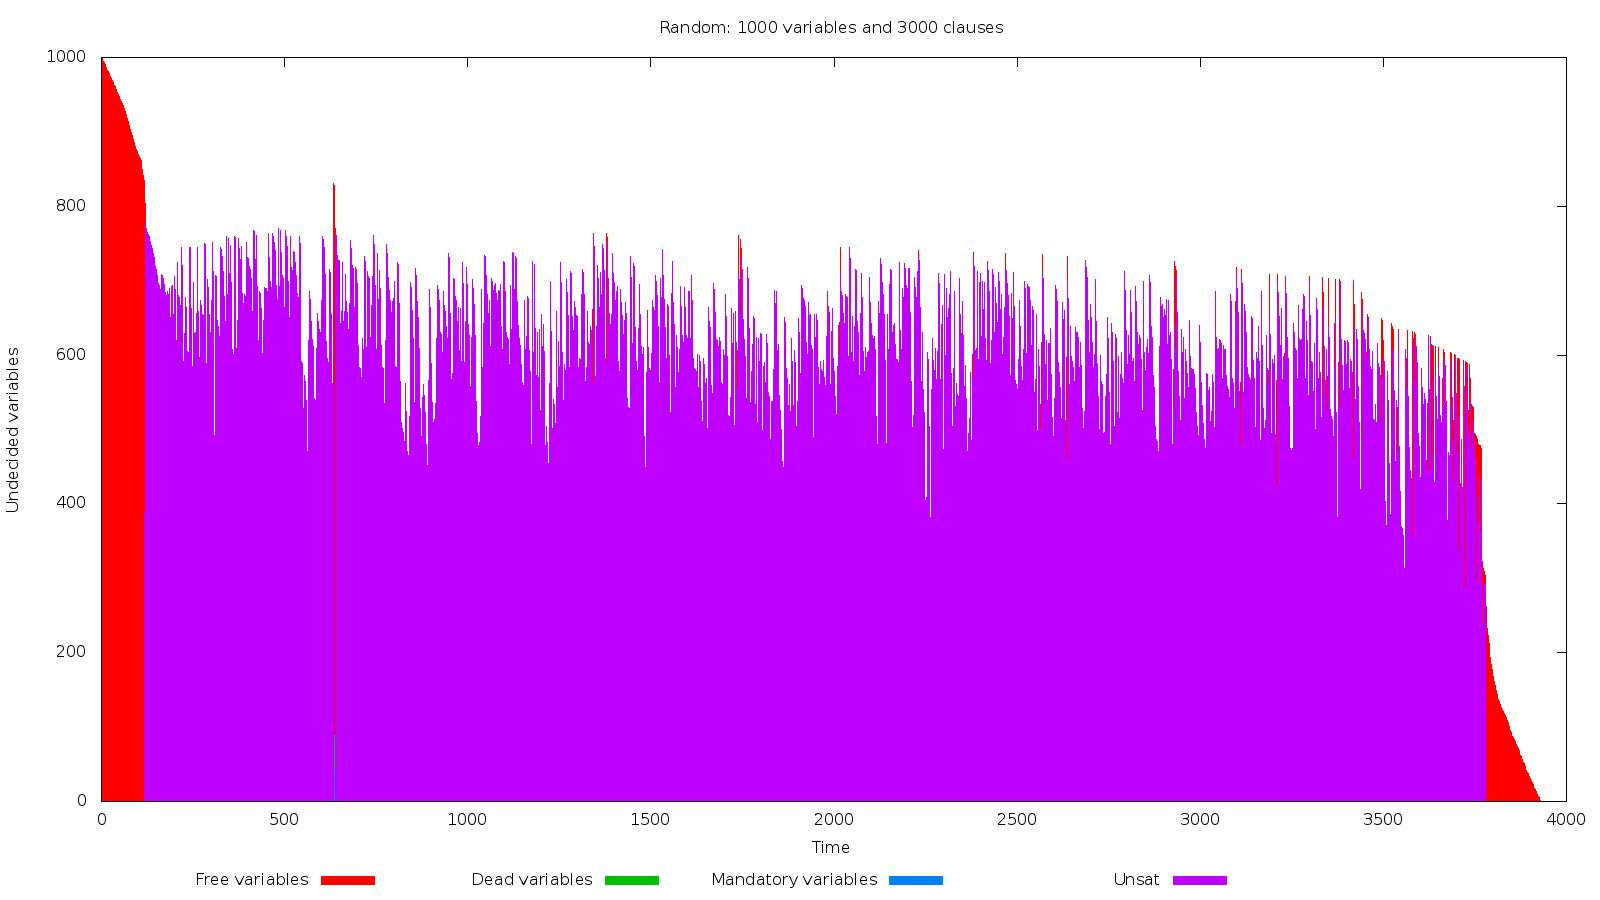 Random: 1000 variables and 3000 clauses
1000
800
600
400
200
0
Undecided variables
0 500 1000 1500 2000 2500 3000 3500 4000
Time
Free variables Dead variables Mandatory variables Unsat